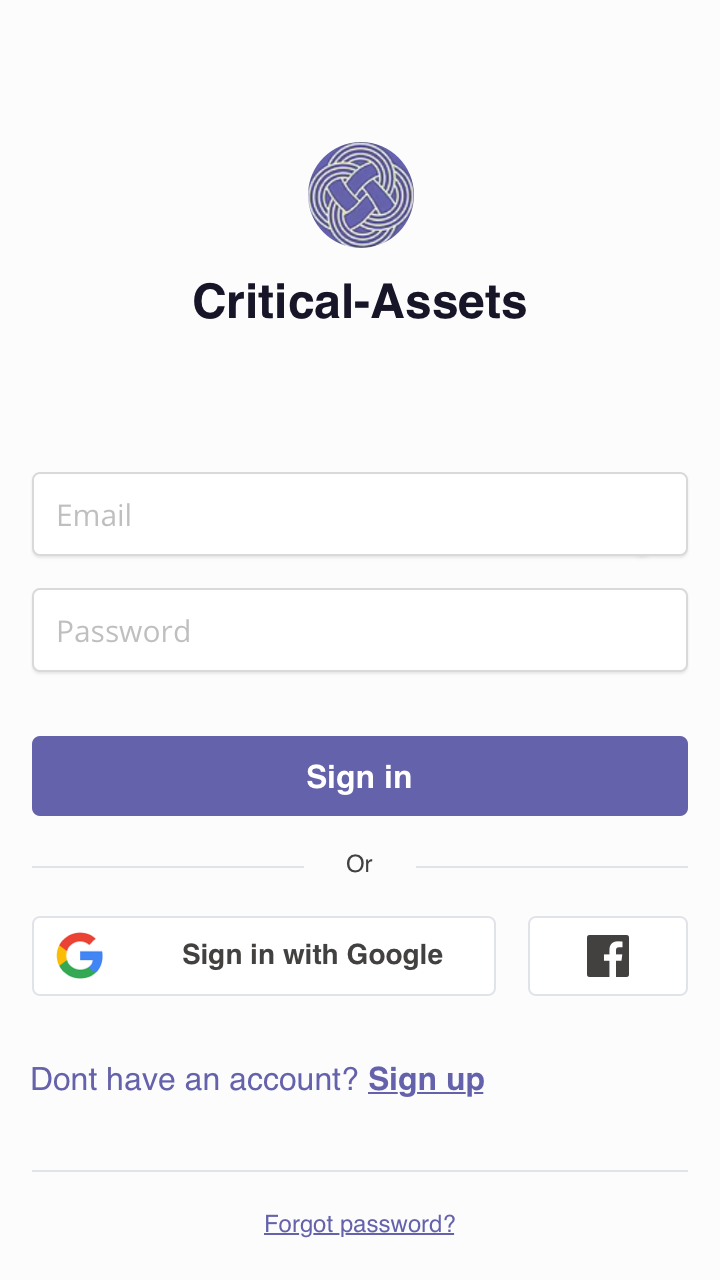 Critical-Assets
Email
Password
Sign in
Or
Sign in with Google
Dont have an account? Sign up
Forgot password?